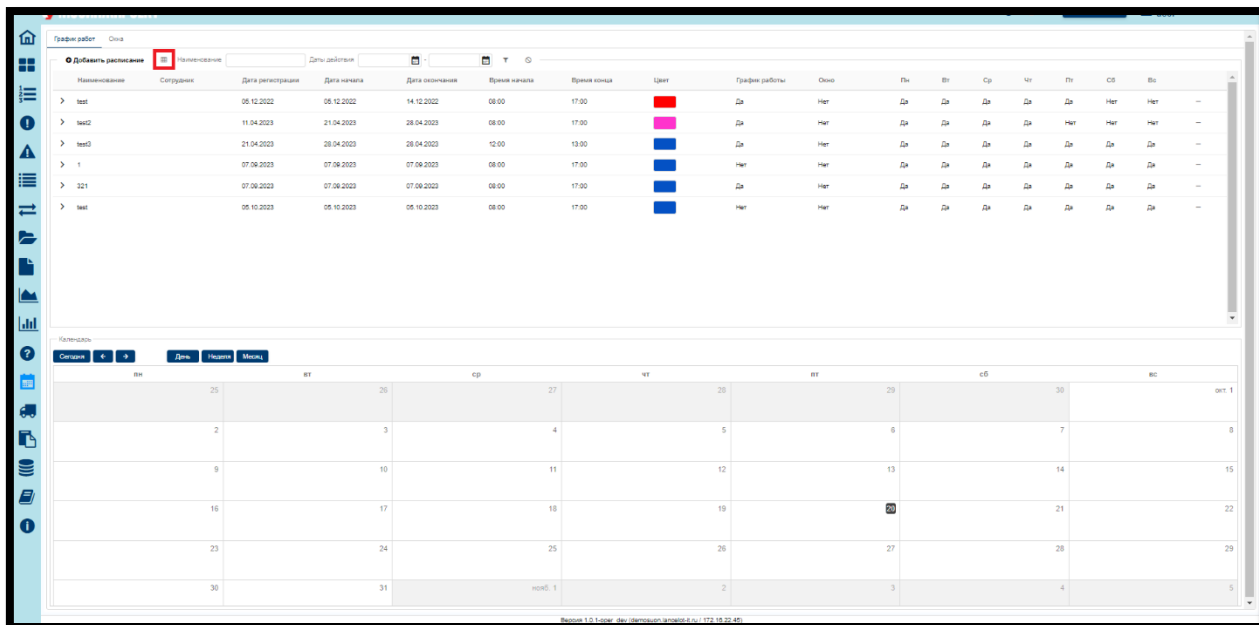 График работ Окна
Добавить расписание Наименование Даты действия -
Наименование Сотрудник Дата регистрации Дата начала Дата окончания Время начала Время конца Цвет График работы Окно Пн Вт Ср Чт Пт Сб Вс
test 05.12.2022 05.12.2022 14.12.2022 08:00 17:00 Да Нет Да Да Да Да Да Нет Нет
test2 11.04.2023 21.04.2023 28.04.2023 08:00 17:00 Да Нет Да Да Да Да Нет Нет Нет
test3 21.04.2023 28.04.2023 12:00 13:00 Да Нет Да Да Да Да Да Да Да
1 07.09.2023 07.09.2023 07.09.2023 08:00 17:00 Нет Нет Да Да Да Да Да Да Да
321 07.09.2023 07.09.2023 07.09.2023 08:00 17:00 Да Нет Да Да Да Да Да Да Да
test 05.10.2023 05.10.2023 08:00 17:00 Нет Нет Да Да Да Да Да Да Да
Календарь
Сегодня День Неделя Месяц
пн вт ср чт пт сб вс
25 26 27 28 29 30 окт. 1
2 3 4 5 6 7 8
9 10 11 12 13 14 15
16 17 18 19 20 21 22
23 24 25 26 27 28 29
30 31 нояб. 1 2 3 4 5
Версия 1.0.1-oper_dev (demosuon.lancelot-it.ru / 172.16.22.45)